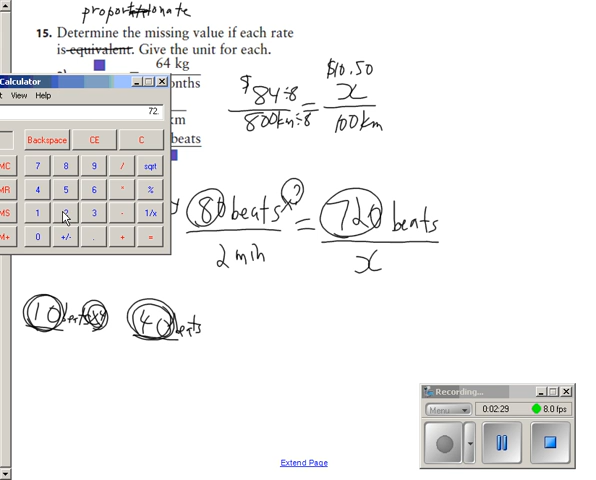 proportionate
15. Determine the missing value if each rate
is equivalent. Give the unit for each.
64 kg
onths
km
beats
Calculator
t View Help
72.
Backspace CE C
MC 7 8 9 / sqrt
MR 4 5 6 * %
MS 1 2 3 - 1/x
M+ 0 +/- . + =
$10.50
$84÷8 = x
800km÷8 100km
80 beats x? = 720 beats
2 min x
10 beats x4 40 beats
Recording...
Menu 0:02:29 8.0 fps
Extend Page